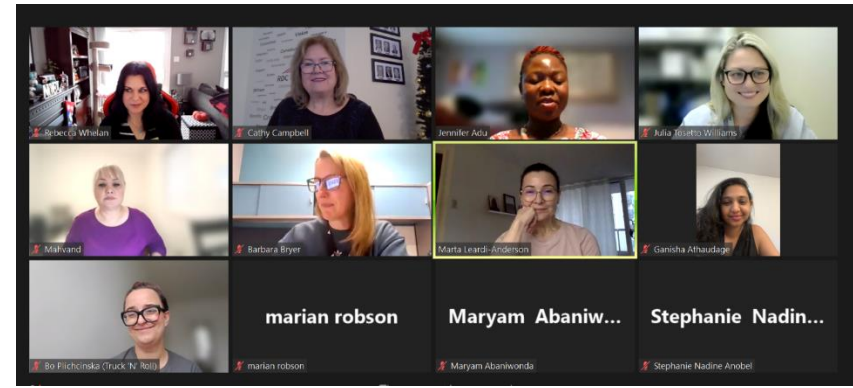 Rebecca Whelan
Cathy Campbell
Jennifer Adu
Julia Tosetto Williams
Mahvand
Barbara Bryer
Marta Leardi-Anderson
Ganisha Athaudage
Bo Plichcinska (Truck 'N' Roll)
marian robson
marian robson
Maryam Abaniw...
Maryam Abaniwonda
Stephanie Nadin...
Stephanie Nadine Anobel